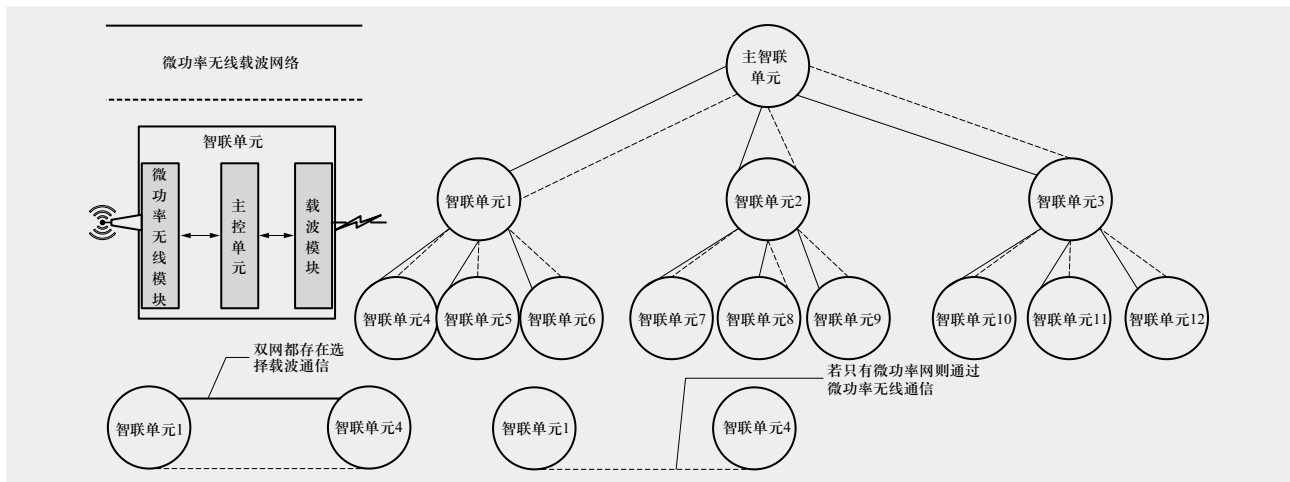 微功率无线载波网络
智联单元
微功率无线模块
主控单元
载波模块
主智联
单元
智联单元1
智联单元2
智联单元3
智联单元4
智联单元5
智联单元6
智联单元7
智联单元8
智联单元9
智联单元10
智联单元11
智联单元12
双网都存在选
择载波通信
智联单元1
智联单元4
若只有微功率网则通过
微功率无线通信
智联单元1
智联单元4